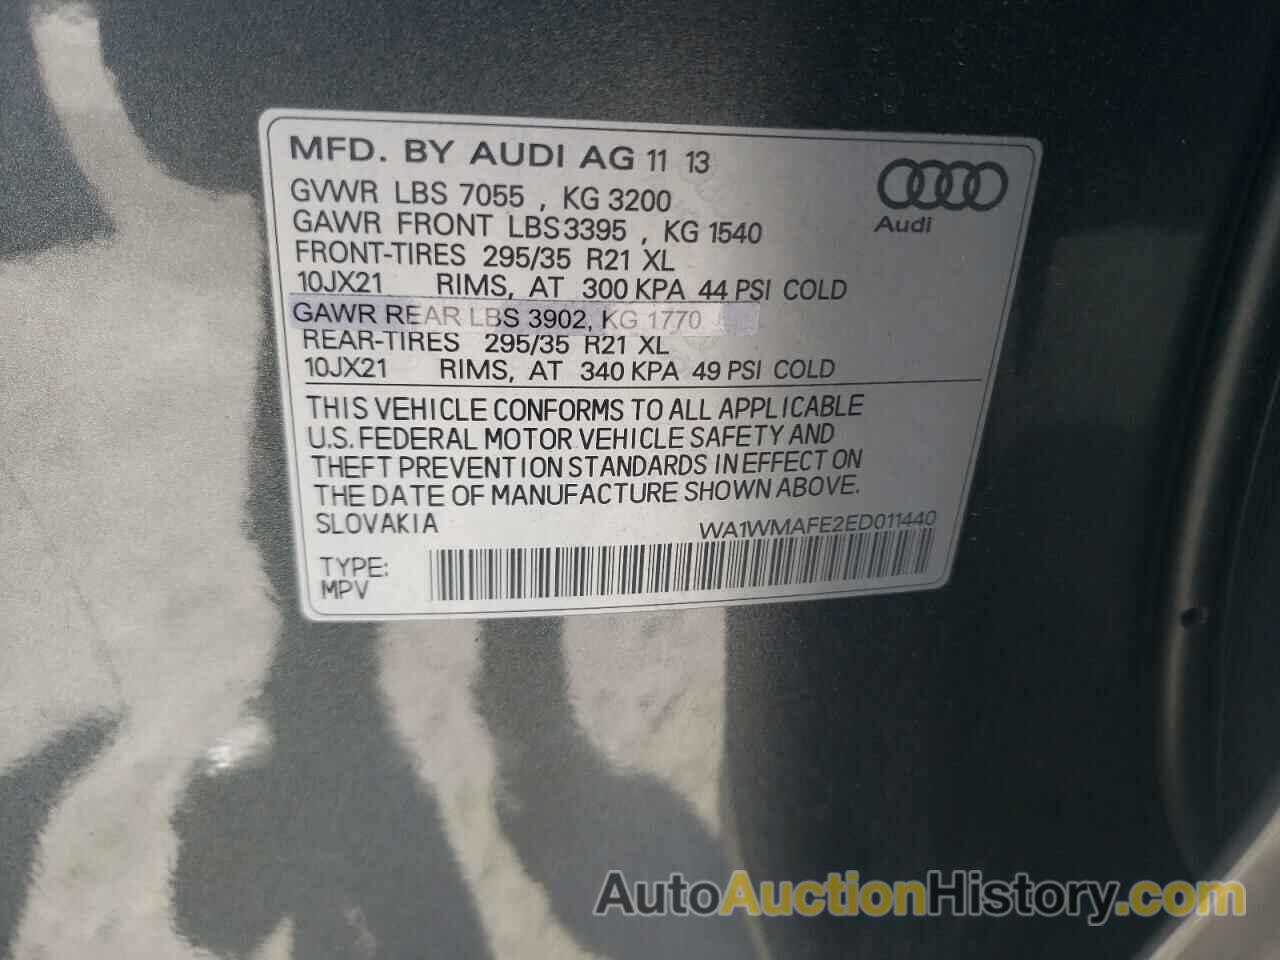 MFD. BY AUDI AG 11 13
GVWR LBS 7055 , KG 3200
GAWR FRONT LBS3395 , KG 1540
FRONT-TIRES 295/35 R21 XL
10JX21 RIMS, AT 300 KPA 44 PSI COLD
GAWR REAR LBS 3902, KG 1770
REAR-TIRES 295/35 R21 XL
10JX21 RIMS, AT 340 KPA 49 PSI COLD
Audi
THIS VEHICLE CONFORMS TO ALL APPLICABLE
U.S. FEDERAL MOTOR VEHICLE SAFETY AND
THEFT PREVENTION STANDARDS IN EFFECT ON
THE DATE OF MANUFACTURE SHOWN ABOVE.
SLOVAKIA WA1WMAFE2ED011440
TYPE:
MPV
AutoAuctionHistory.com